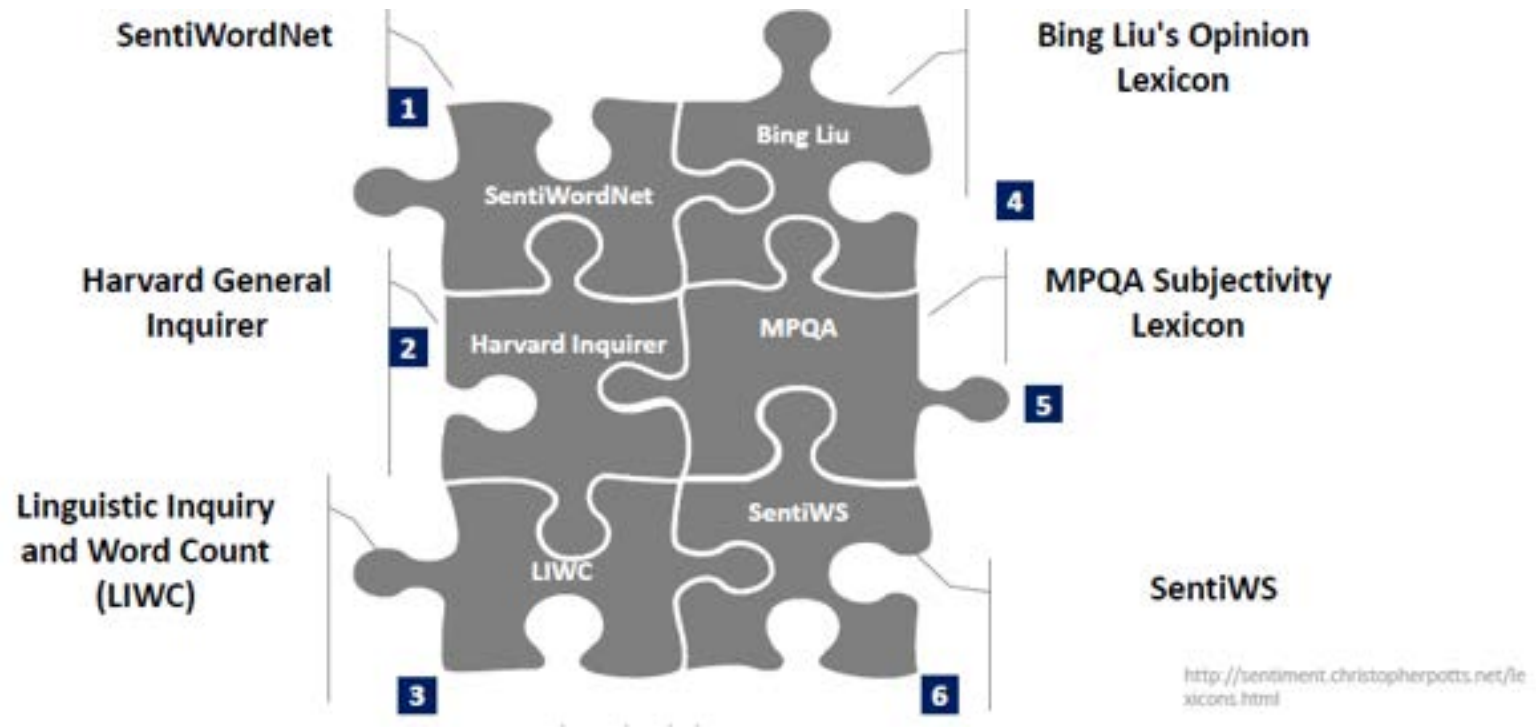 SentiWordNet
1
SentiWordNet
Harvard General
Inquirer
2
Harvard Inquirer
Linguistic Inquiry
and Word Count
(LIWC)
LIWC
3
Bing Liu's Opinion
Lexicon
Bing Liu
4
MPQA Subjectivity
Lexicon
MPQA
5
SentiWS
SentiWS
6
http://sentiment.christopherpotts.net/le
xicons.html